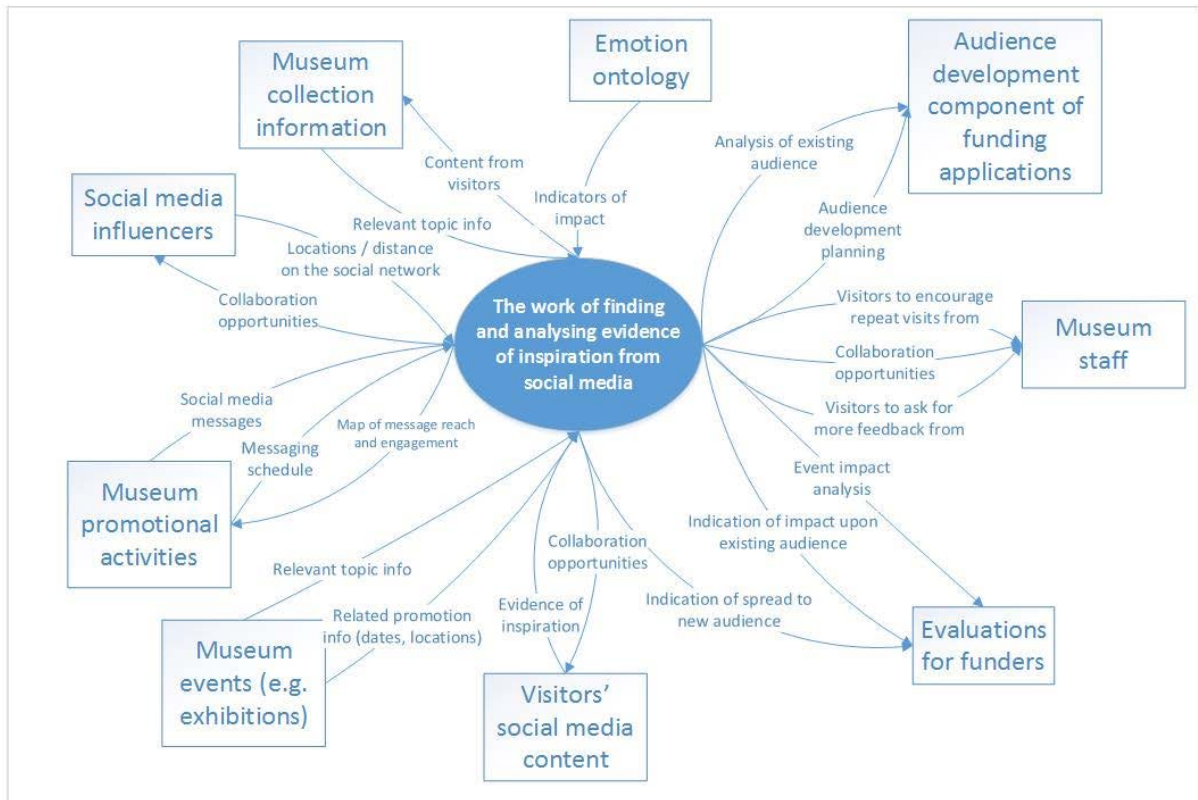 Museum
collection
information
Emotion
ontology
Audience
development
component of
funding
applications
Analysis of existing
audience
Content from
visitors
Indicators of
impact
Social media
influencers
Relevant topic info
Audience
development
planning
Locations / distance
on the social network
Collaboration
opportunities
The work of finding
and analysing evidence
of inspiration from
social media
Visitors to encourage
repeat visits from
Museum
staff
Collaboration
opportunities
Visitors to ask for
more feedback from
Social media
messages
Messaging
schedule
Map of message reach
and engagement
Museum
promotional
activities
Event impact
analysis
Indication of impact upon
existing audience
Relevant topic info
Collaboration
opportunities
Related promotion
info (dates, locations)
Evidence of
inspiration
Indication of spread to
new audience
Museum
events (e.g.
exhibitions)
Visitors’
social media
content
Evaluations
for funders